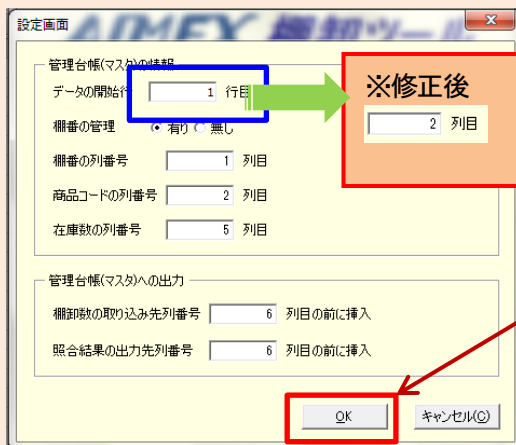 設定画面
AIMEX 棚卸ツール
管理台帳(マスタ)の情報
データの開始行 1 行目
※修正後
2 列目
棚番の管理 有り 無し
棚番の列番号 1 列目
商品コードの列番号 2 列目
在庫数の列番号 5 列目
管理台帳(マスタ)への出力
棚卸数の取り込み先列番号 6 列目の前に挿入
照合結果の出力先列番号 6 列目の前に挿入
OK キャンセル(C)